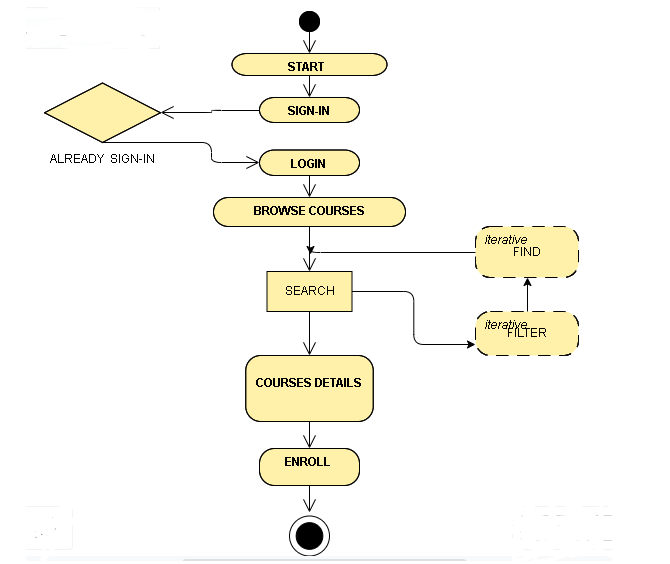 START
SIGN-IN
ALREADY SIGN-IN
LOGIN
BROWSE COURSES
iterative
FIND
SEARCH
iterative
FILTER
COURSES DETAILS
ENROLL